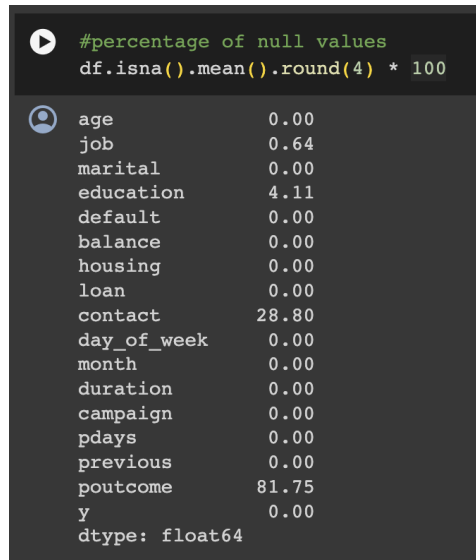 #percentage of null values
df.isna().mean().round(4) * 100
age 0.00
job 0.64
marital 0.00
education 4.11
default 0.00
balance 0.00
housing 0.00
loan 0.00
contact 28.80
day_of_week 0.00
month 0.00
duration 0.00
campaign 0.00
pdays 0.00
previous 0.00
poutcome 81.75
y 0.00
dtype: float64